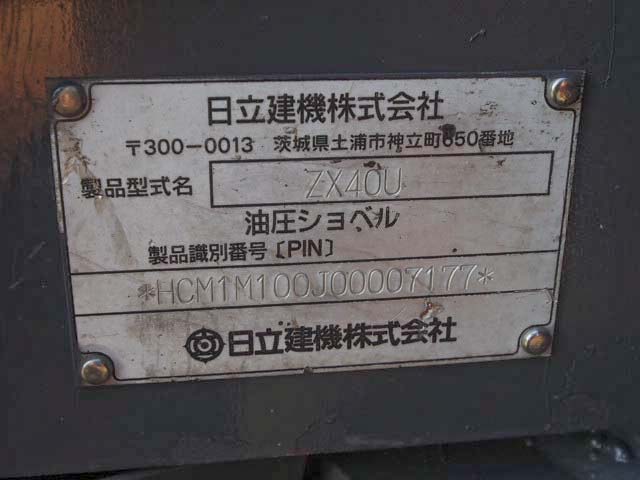 日立建機株式会社
〒300-0013 茨城県土浦市神立町650番地
製品型式名 ZX40U
油圧ショベル
製品識別番号〔PIN〕
*HCM1M100J00007177*
日立建機株式会社